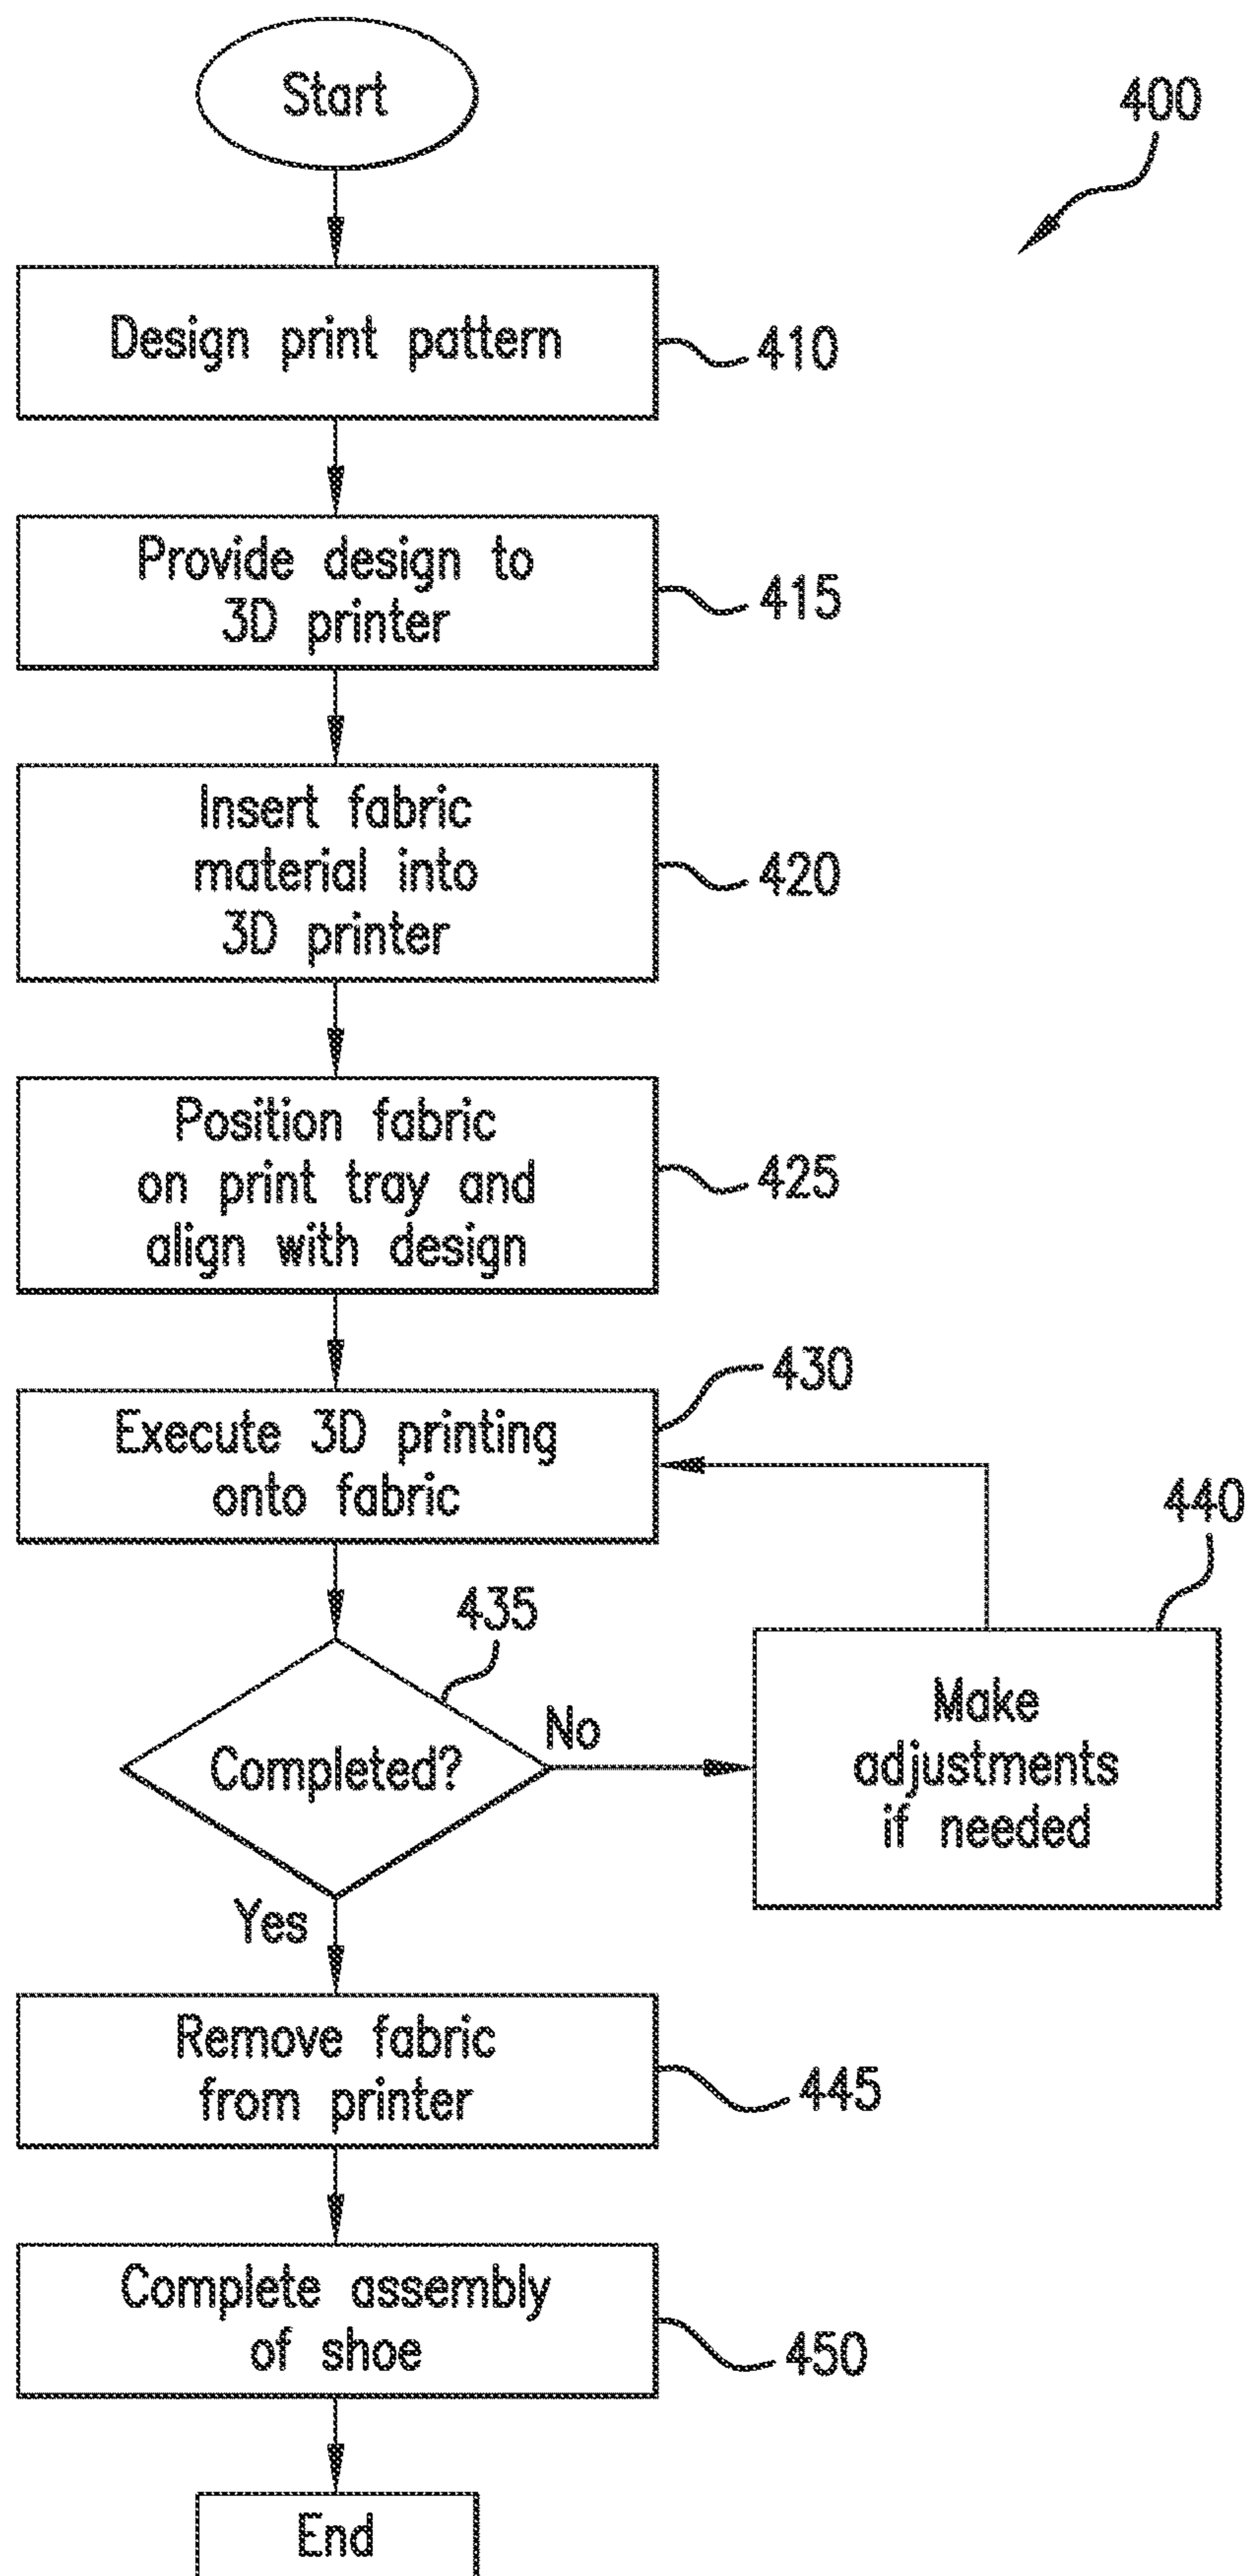 Start
400
Design print pattern
410
Provide design to
3D printer
415
Insert fabric
material into
3D printer
420
Position fabric
on print tray and
align with design
425
430
Execute 3D printing
onto fabric
440
435
No
Completed?
Make
adjustments
if needed
Yes
Remove fabric
from printer
445
Complete assembly
of shoe
450
End